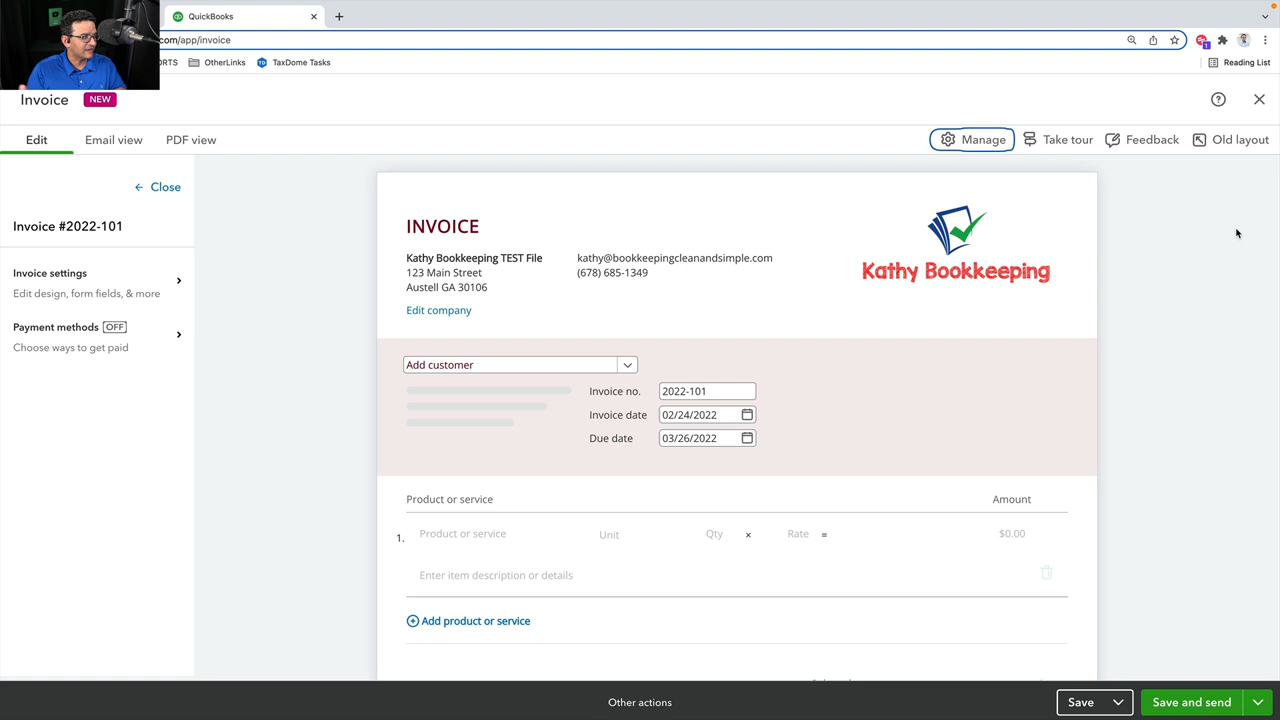 QuickBooks
com/app/invoice
ORTS OtherLinks TD TaxDome Tasks Reading List
Invoice NEW
Edit Email view PDF view Manage Take tour Feedback Old layout
Close
Invoice #2022-101
Invoice settings
Edit design, form fields, & more
Payment methods OFF
Choose ways to get paid
INVOICE
Kathy Bookkeeping TEST File
123 Main Street
Austell GA 30106
kathy@bookkeepingcleanandsimple.com
(678) 685-1349
Edit company
Kathy Bookkeeping
Add customer
Invoice no. 2022-101
Invoice date 02/24/2022
Due date 03/26/2022
Product or service Amount
1. Product or service Unit Qty × Rate = $0.00
Enter item description or details
Add product or service
Other actions
Save Save and send